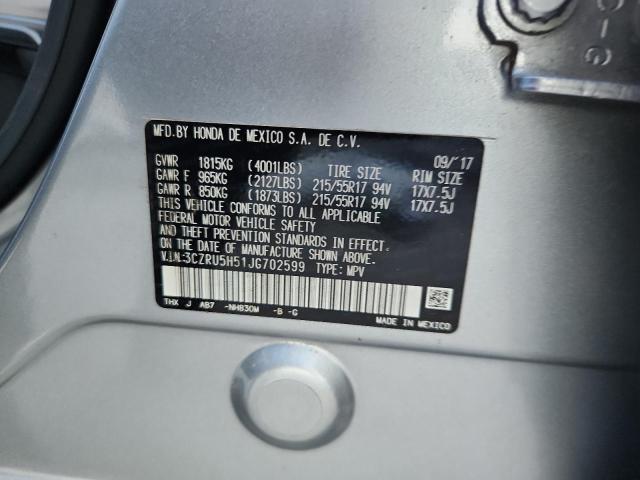 MFD.BY HONDA DE MEXICO S.A. DE C.V.
09/'17
GVWR 1815KG (4001LBS) TIRE SIZE RIM SIZE
GAWR F 965KG (2127LBS) 215/55R17 94V 17X7.5J
GAWR R 850KG (1873LBS) 215/55R17 94V 17X7.5J
THIS VEHICLE CONFORMS TO ALL APPLICABLE
FEDERAL MOTOR VEHICLE SAFETY
AND THEFT PREVENTION STANDARDS IN EFFECT
ON THE DATE OF MANUFACTURE SHOWN ABOVE.
V.I.N:3CZRU5H51JG702599 TYPE: MPV
THX J AB7 -NH830M -B -G
MADE IN MEXICO